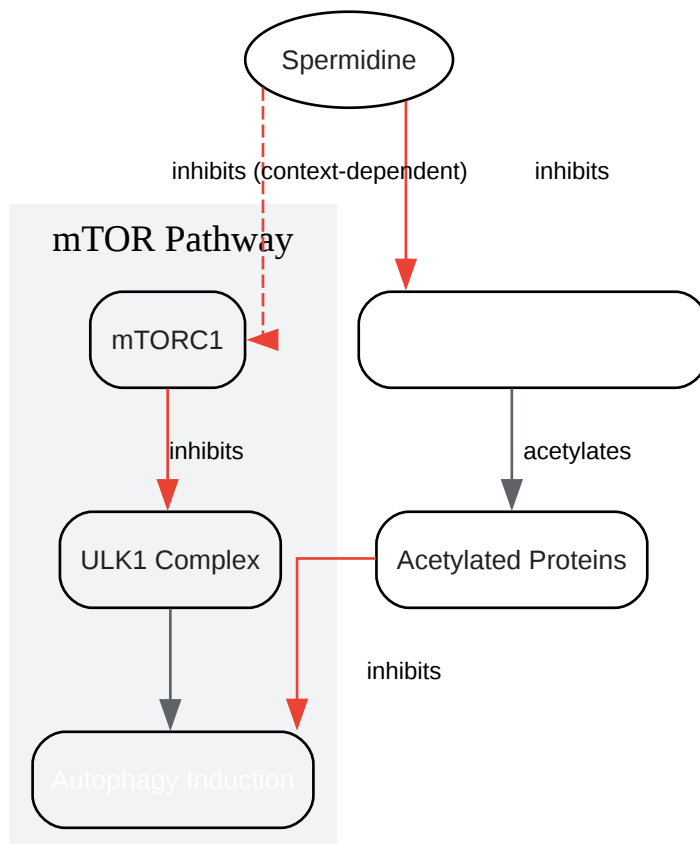 Spermidine
inhibits (context-dependent)
inhibits
mTOR Pathway
mTORC1
inhibits
acetylates
ULK1 Complex
Acetylated Proteins
inhibits
Autophagy Induction